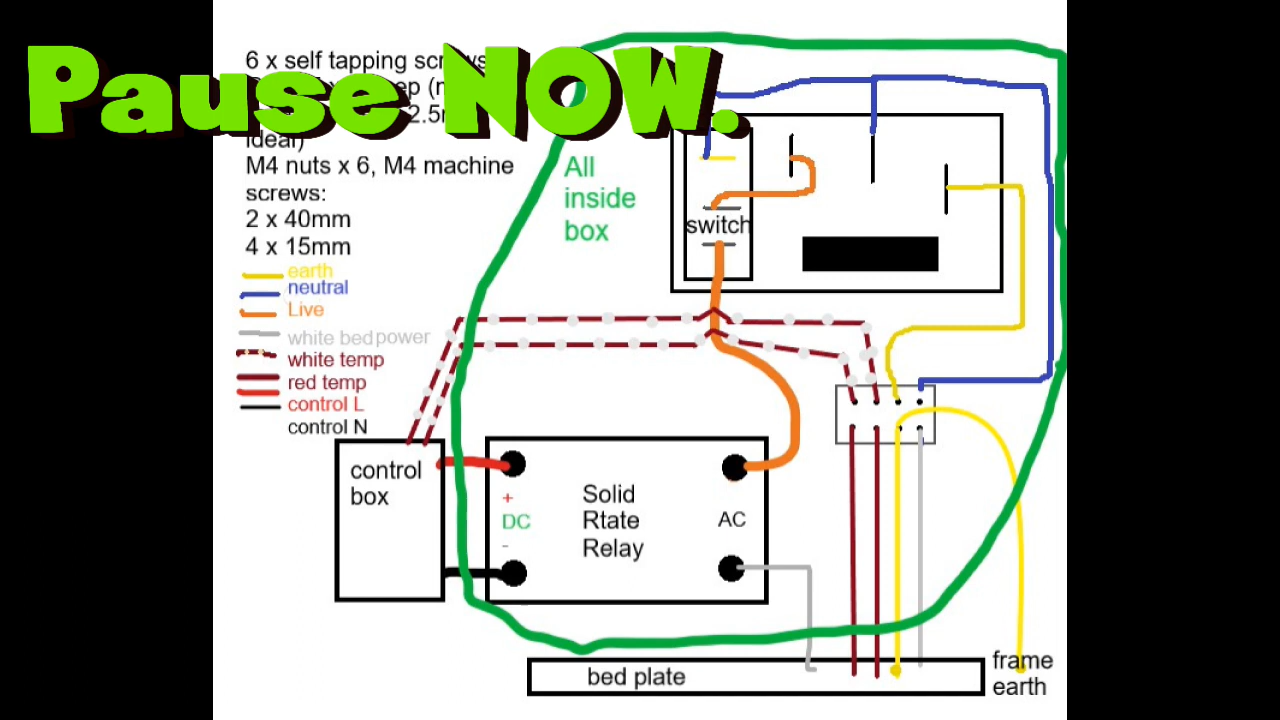 Pause NOW.
6 x self tapping screws
ideal)
M4 nuts x 6, M4 machine
screws:
2 x 40mm
4 x 15mm
earth
neutral
Live
white bed power
white temp
red temp
control L
control N
All
inside
box
switch
control
box
+
DC
-
Solid
Rtate
Relay
AC
bed plate
frame
earth